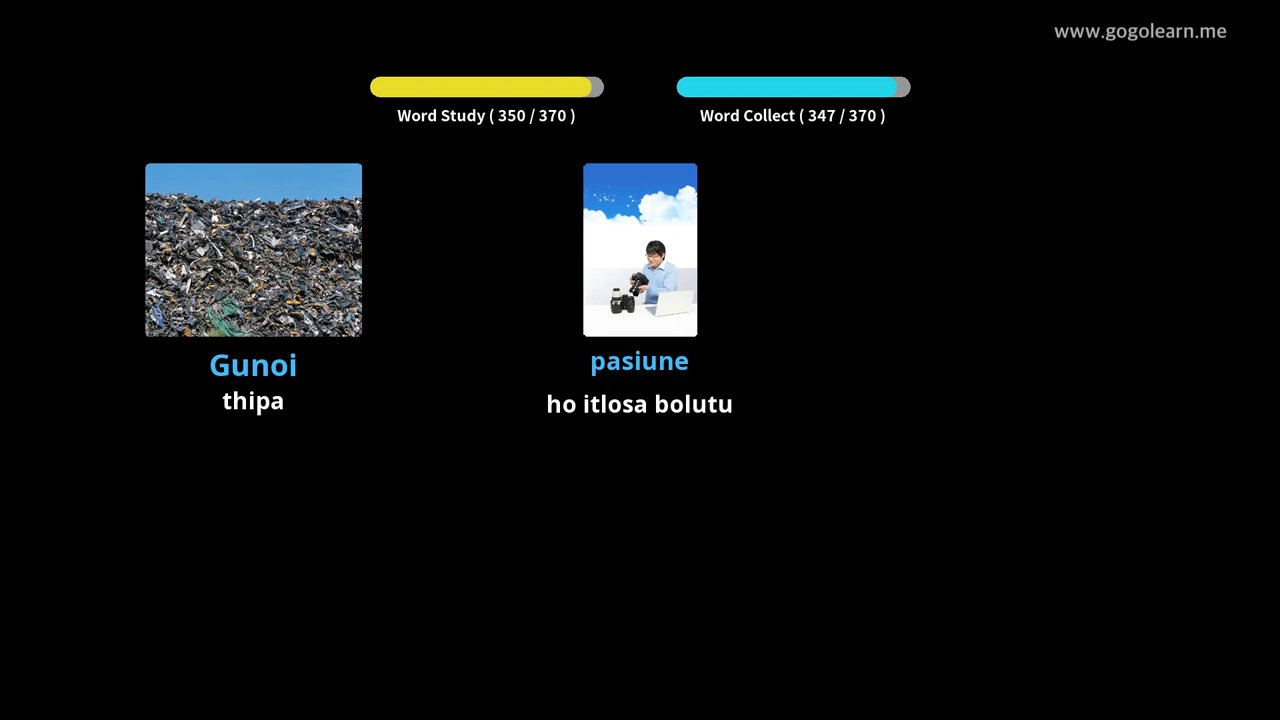 www.gogolearn.me
Word Study ( 350 / 370 )
Word Collect ( 347 / 370 )
Gunoi
thipa
pasiune
ho itlosa bolutu